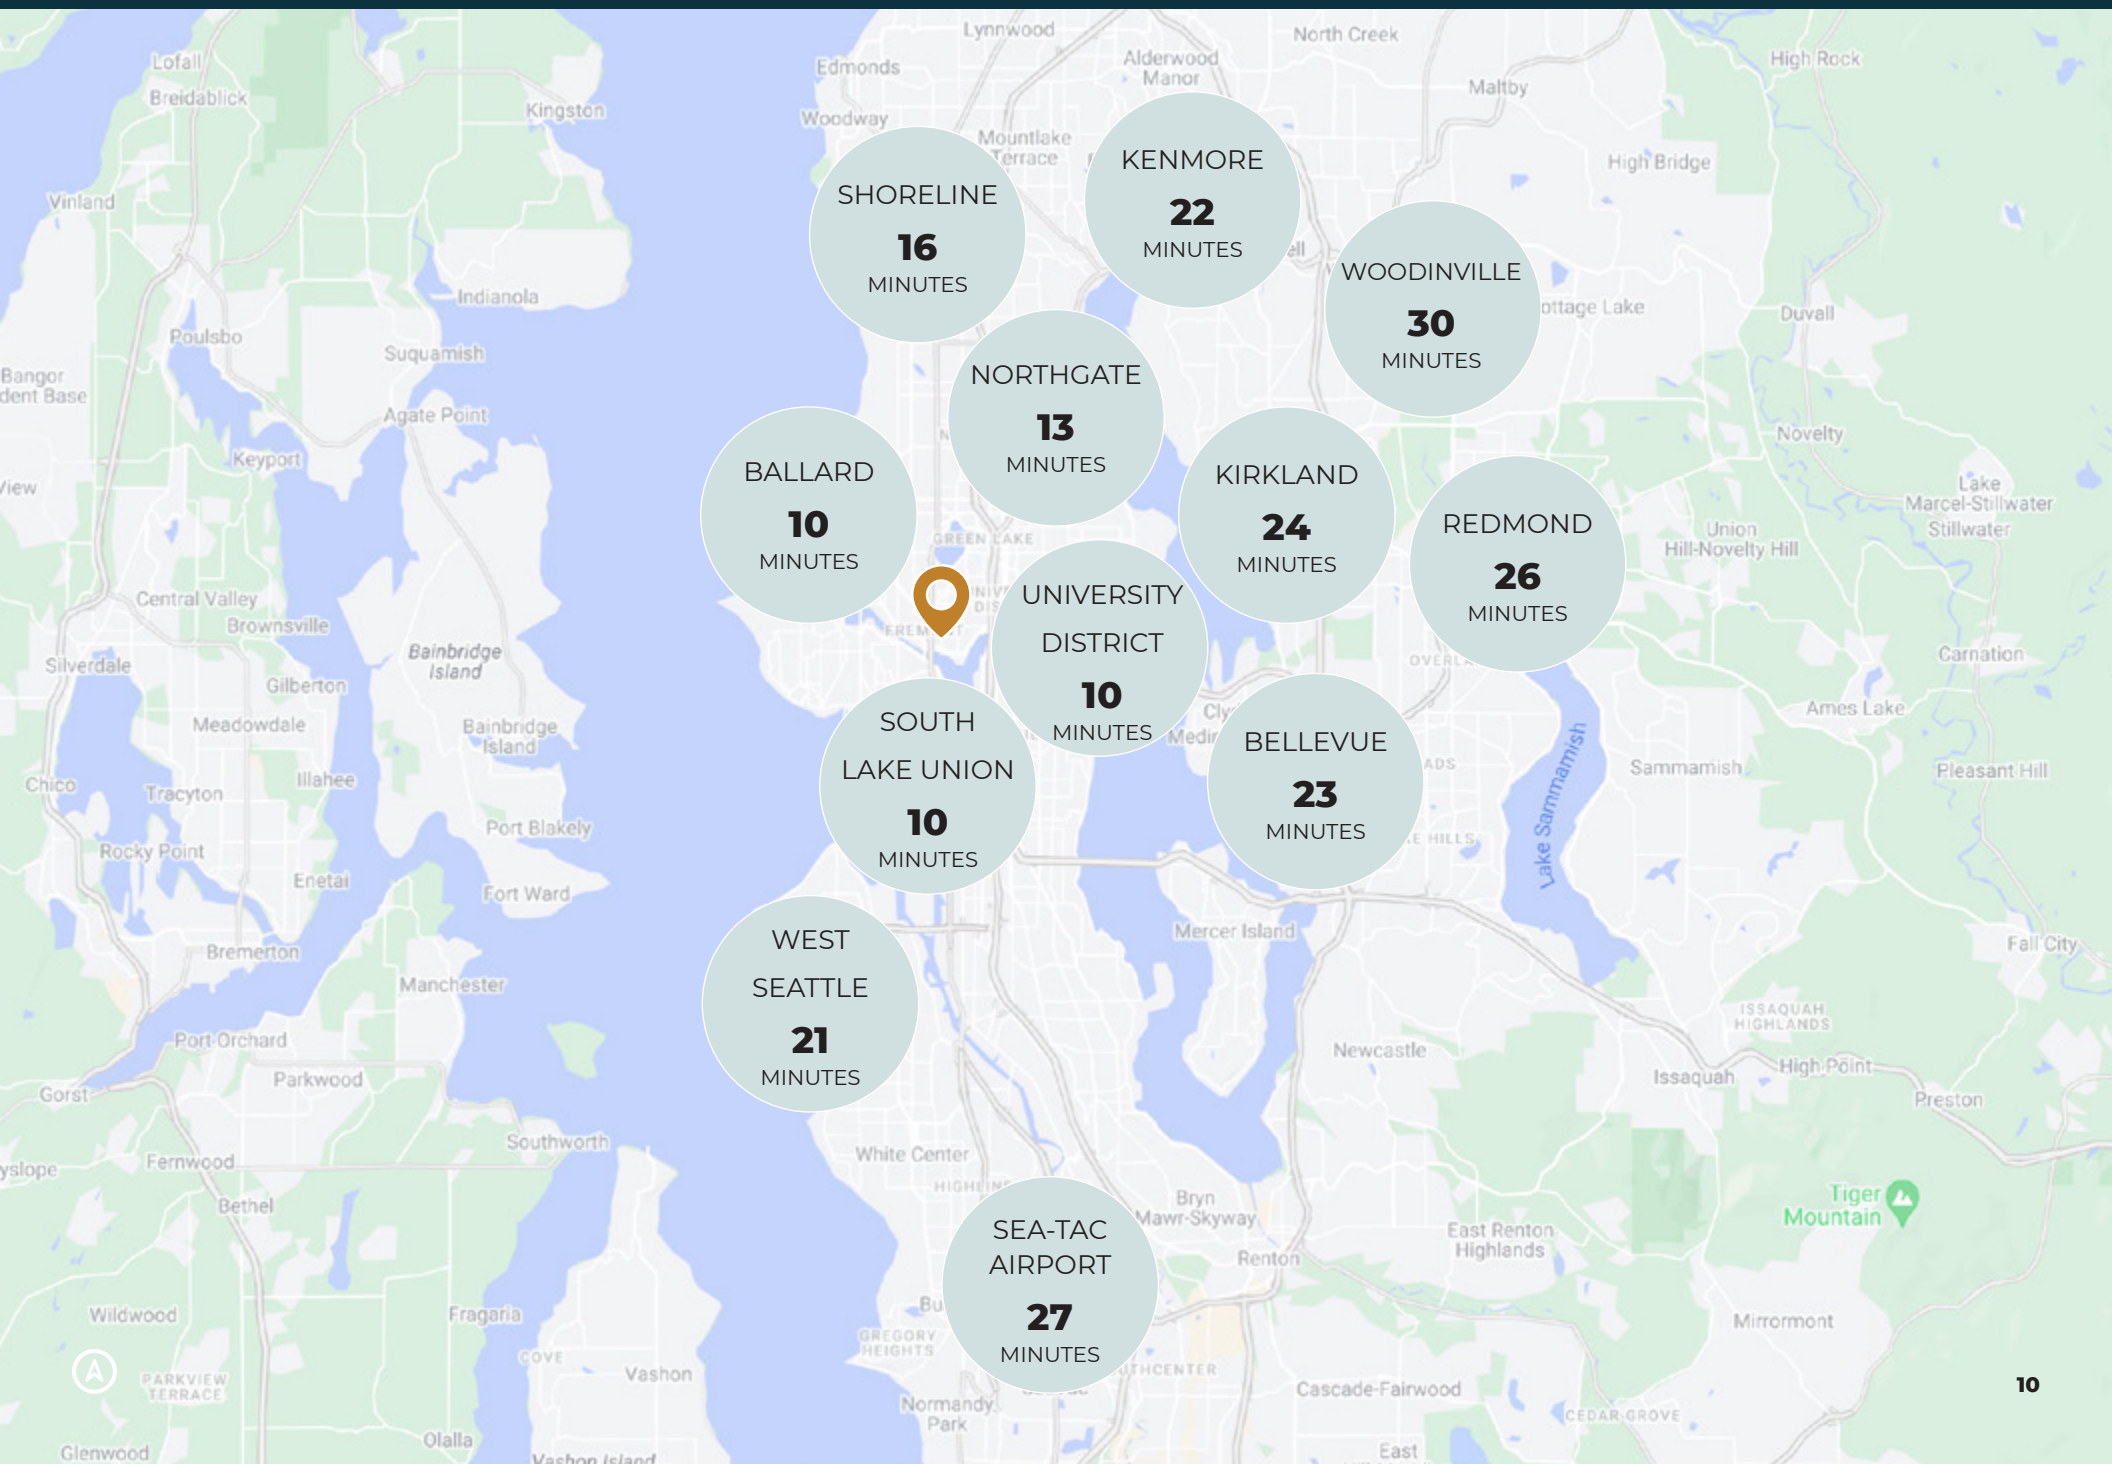 Lynnwood
North Creek
Lofall
Edmonds
Alderwood
Manor
High Rock
Breidablick
Kingston
Maltby
Woodway
Mountlake
Terrace
KENMORE
22
MINUTES
High Bridge
SHORELINE
16
MINUTES
Vinland
WOODINVILLE
30
MINUTES
Indianola
Duvall
Poulsbo
Suquamish
Bangor
NORTHGATE
13
MINUTES
Agate Point
Novelty
Keyport
BALLARD
10
MINUTES
KIRKLAND
24
MINUTES
REDMOND
26
MINUTES
Lake
Marcel-Stillwater
Stillwater
Union
Hill-Novelty Hill
GREEN LAKE
Central Valley
Brownsville
UNIVERSITY
DISTRICT
10
MINUTES
Bainbridge
Island
Silverdale
Gilberton
Carnation
Meadowdale
Bainbridge
Island
Ames Lake
SOUTH
LAKE UNION
10
MINUTES
BELLEVUE
23
MINUTES
Chico
Tracyton
Illahee
Lake Sammamish
Sammamish
Pleasant Hill
Port Blakely
Rocky Point
Enetai
Fort Ward
Bremerton
Mercer Island
Fall City
WEST
SEATTLE
21
MINUTES
Manchester
ISSAQUAH
HIGHLANDS
Port Orchard
Newcastle
Parkwood
Gorst
Issaquah
High Point
Preston
Southworth
Fernwood
White Center
Bethel
Bryn
Mawr-Skyway
Tiger
Mountain
SEA-TAC
AIRPORT
27
MINUTES
East Renton
Highlands
Renton
Wildwood
Fragaria
GREGORY
HEIGHTS
Mirrormont
COVE
Vashon
PARKVIEW
TERRACE
Normandy
Park
Cascade-Fairwood
10
CEDAR GROVE
Olalla
Glenwood
Vashon Island
East